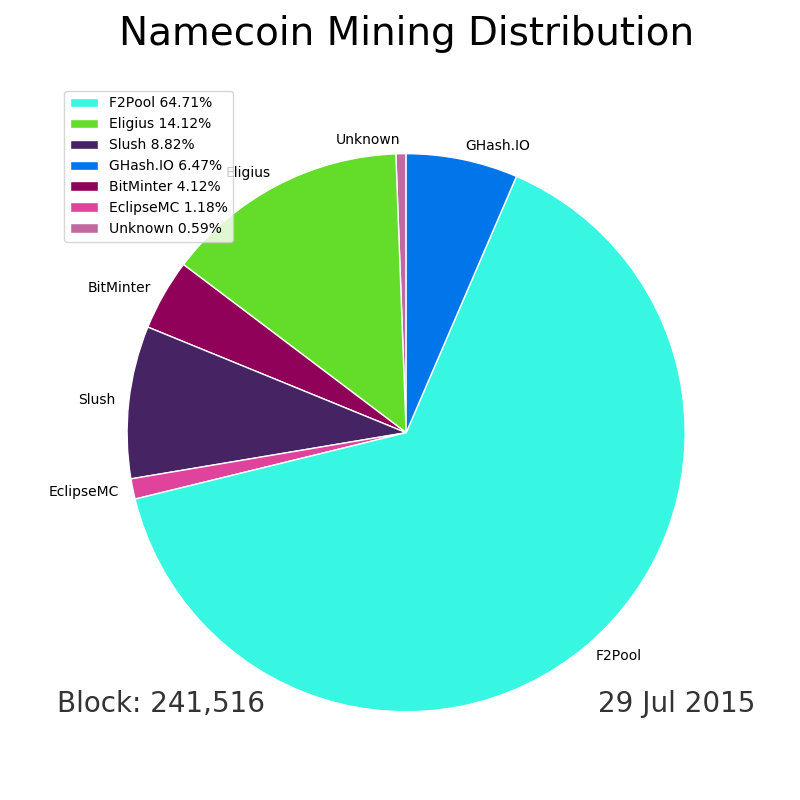 Namecoin Mining Distribution
F2Pool 64.71%
Eligius 14.12%
Slush 8.82%
GHash.IO 6.47%
BitMinter 4.12%
EclipseMC 1.18%
Unknown 0.59%
Unknown
GHash.IO
Eligius
BitMinter
Slush
EclipseMC
F2Pool
Block: 241,516
29 Jul 2015